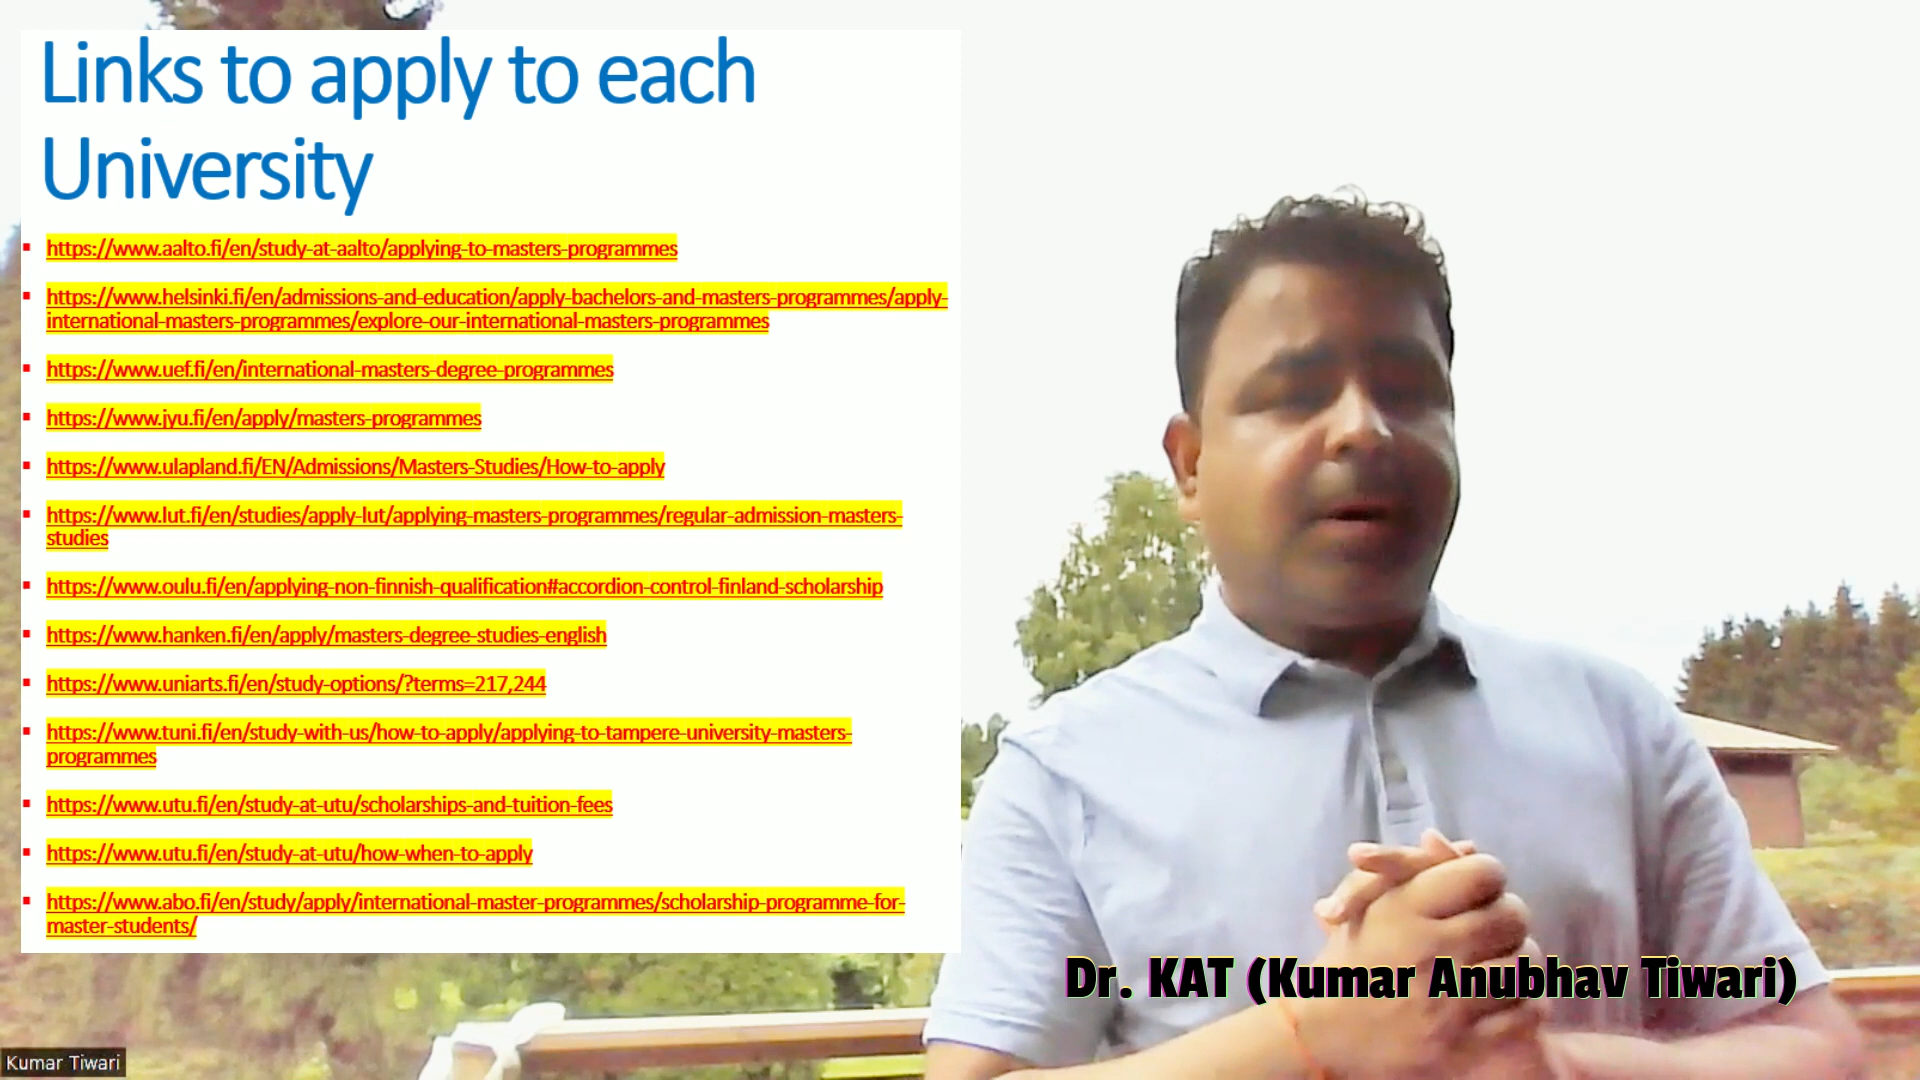 Links to apply to each
University
▪ https://www.aalto.fi/en/study-at-aalto/applying-to-masters-programmes
▪ https://www.helsinki.fi/en/admissions-and-education/apply-bachelors-and-masters-programmes/apply-
international-masters-programmes/explore-our-international-masters-programmes
▪ https://www.uef.fi/en/international-masters-degree-programmes
▪ https://www.jyu.fi/en/apply/masters-programmes
▪ https://www.ulapland.fi/EN/Admissions/Masters-Studies/How-to-apply
▪ https://www.lut.fi/en/studies/apply-lut/applying-masters-programmes/regular-admission-masters-
studies
▪ https://www.oulu.fi/en/applying-non-finnish-qualification#accordion-control-finland-scholarship
▪ https://www.hanken.fi/en/apply/masters-degree-studies-english
▪ https://www.uniarts.fi/en/study-options/?terms=217,244
▪ https://www.tuni.fi/en/study-with-us/how-to-apply/applying-to-tampere-university-masters-
programmes
▪ https://www.utu.fi/en/study-at-utu/scholarships-and-tuition-fees
▪ https://www.utu.fi/en/study-at-utu/how-when-to-apply
▪ https://www.abo.fi/en/study/apply/international-master-programmes/scholarship-programme-for-
master-students/
Dr. KAT (Kumar Anubhav Tiwari)
Kumar Tiwari